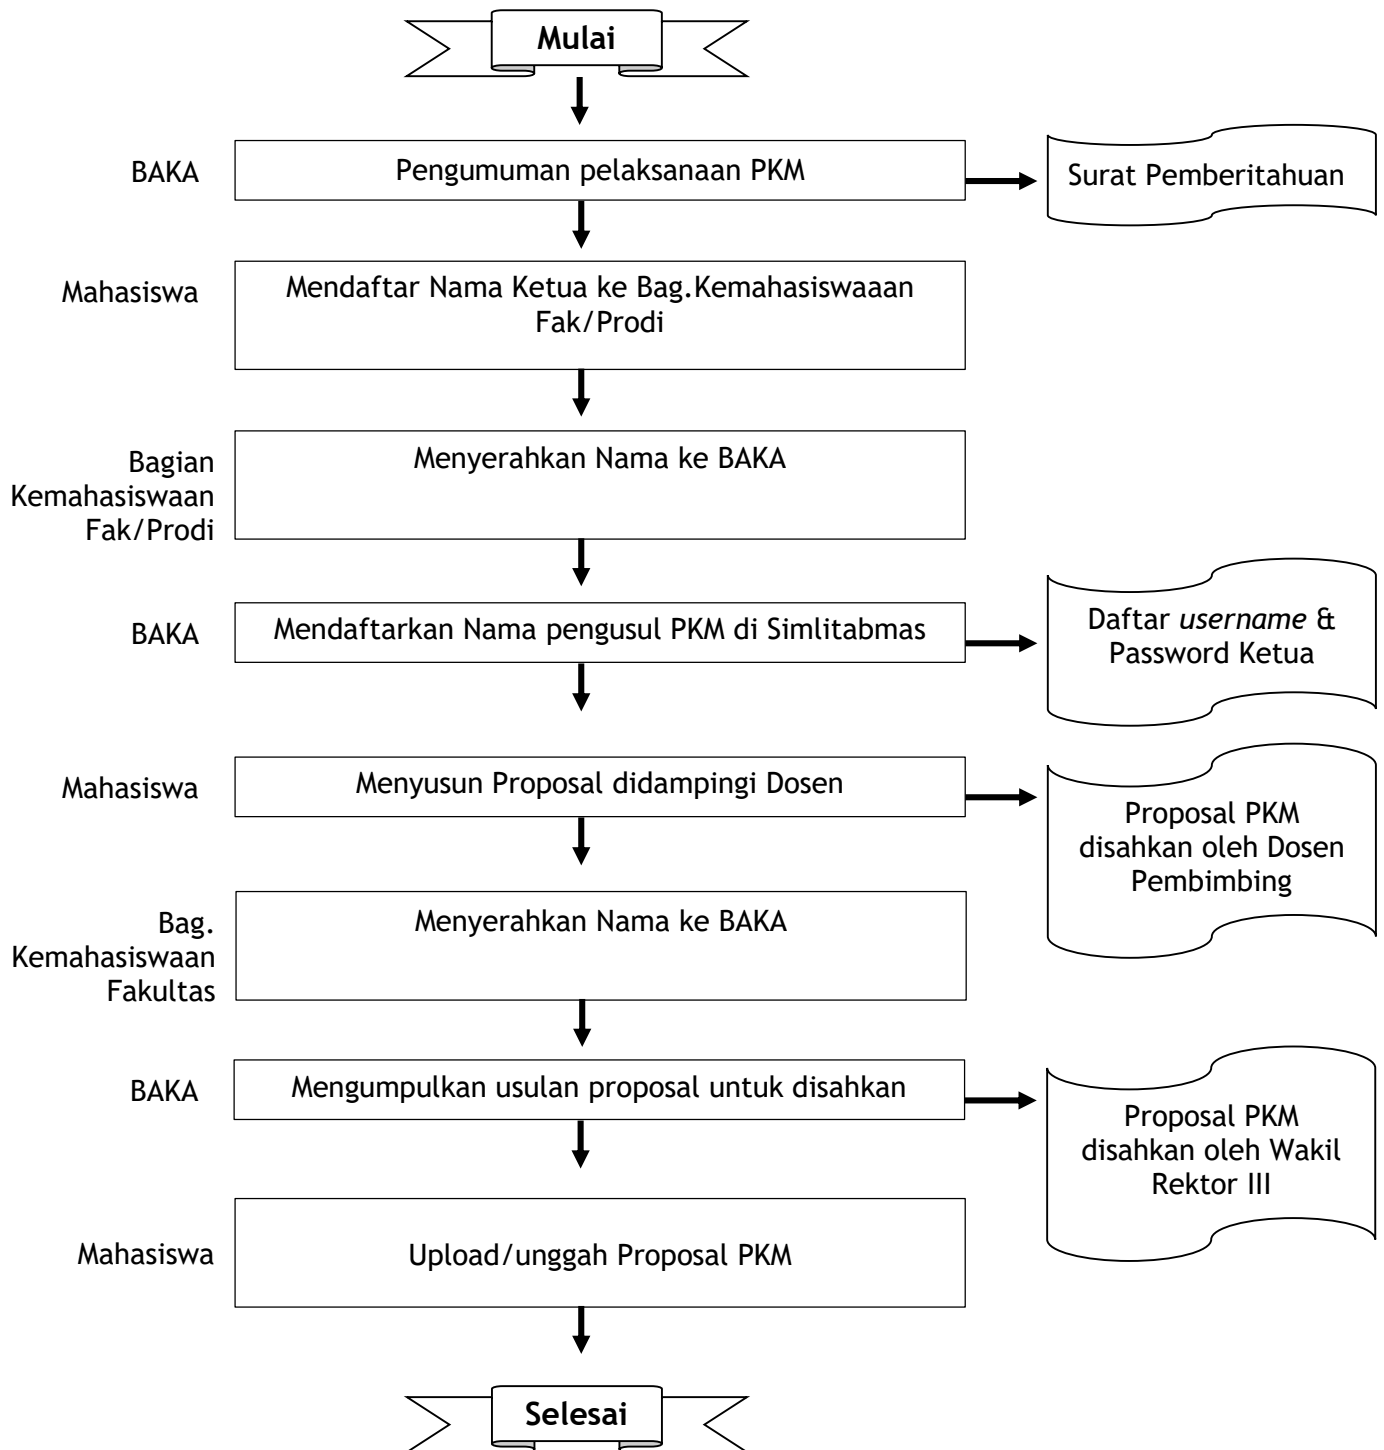 Mulai
BAKA
Pengumuman pelaksanaan PKM
Surat Pemberitahuan
Mahasiswa
Mendaftar Nama Ketua ke Bag.Kemahasiswaaan
Fak/Prodi
Bagian
Kemahasiswaan
Fak/Prodi
Menyerahkan Nama ke BAKA
BAKA
Mendaftarkan Nama pengusul PKM di Simlitabmas
Daftar username &
Password Ketua
Mahasiswa
Menyusun Proposal didampingi Dosen
Proposal PKM
disahkan oleh Dosen
Pembimbing
Bag.
Kemahasiswaan
Fakultas
Menyerahkan Nama ke BAKA
BAKA
Mengumpulkan usulan proposal untuk disahkan
Proposal PKM
disahkan oleh Wakil
Rektor III
Mahasiswa
Upload/unggah Proposal PKM
Selesai